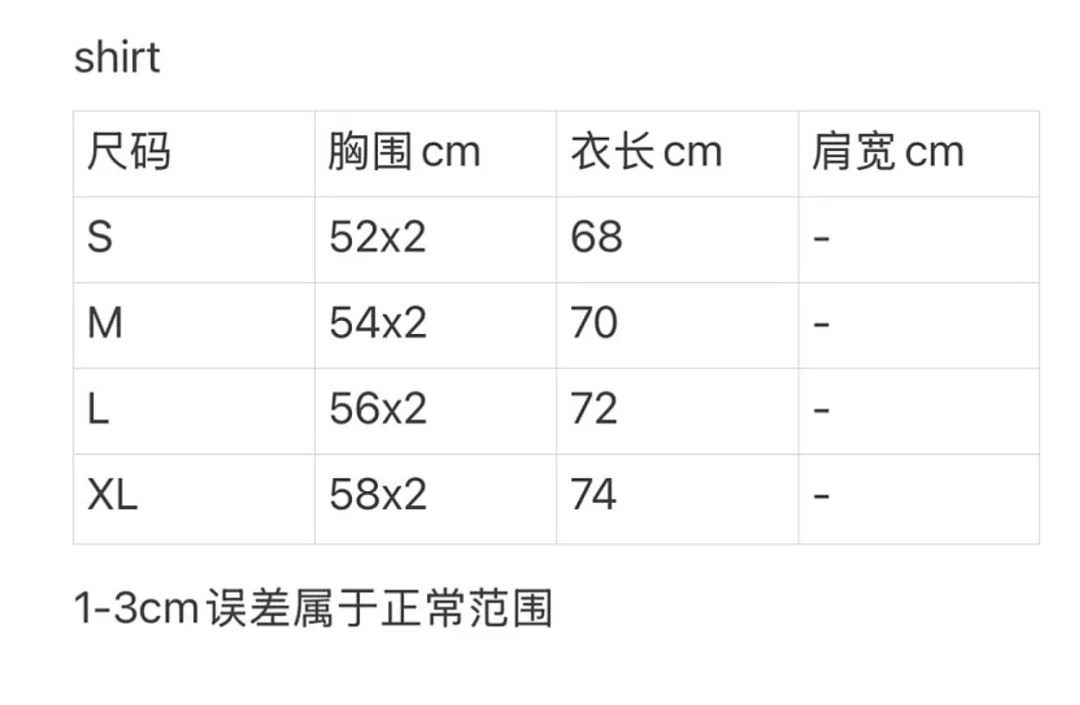 shirt
尺码 胸围cm 衣长cm 肩宽cm
S 52x2 68 -
M 54x2 70 -
L 56x2 72 -
XL 58x2 74 -
1-3cm误差属于正常范围